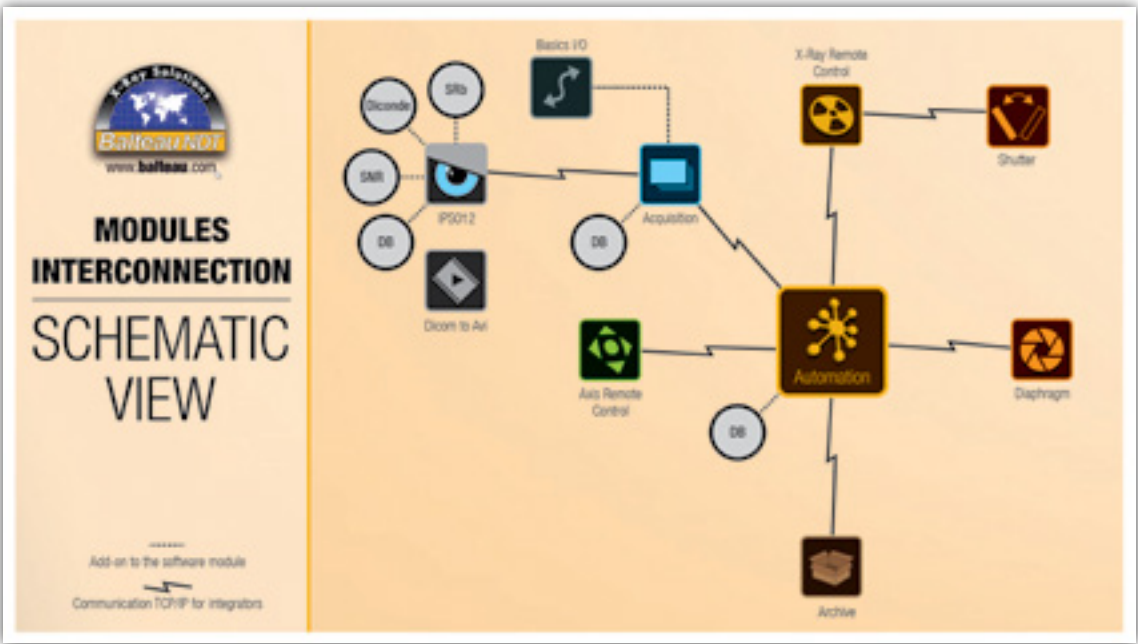 X-Ray Solutions
Balteau NDT
www.balteau.com
MODULES
INTERCONNECTION
SCHEMATIC
VIEW
Add-on to the software module
Communication TCP/IP for integrators
Basics I/O
X-Ray Remote
Control
SRb
Diconde
Shutter
SNR
IPS012
Acquisition
DB
DB
Dicom to Avi
Automation
Axis Remote
Control
Diaphragm
DB
Archive